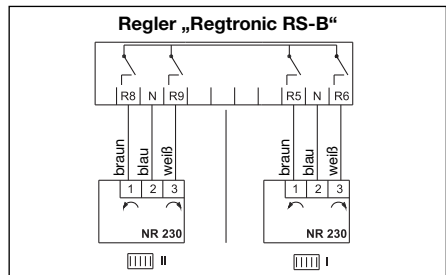 Regler „Regtronic RS-B“
R8 N R9 R5 N R6
braun blau weiß braun blau weiß
1 2 3 1 2 3
NR 230 NR 230
II I